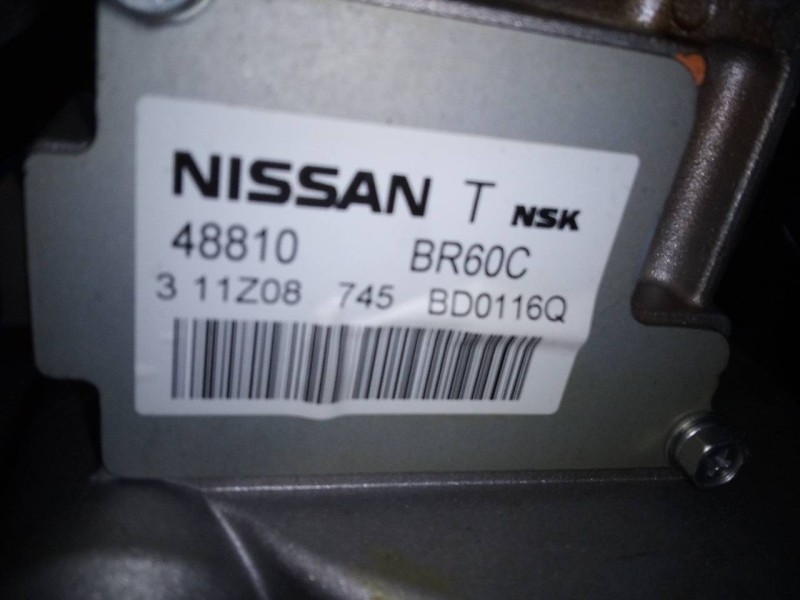 NISSAN T NSK
48810 BR60C
3 11Z08 745 BD0116Q